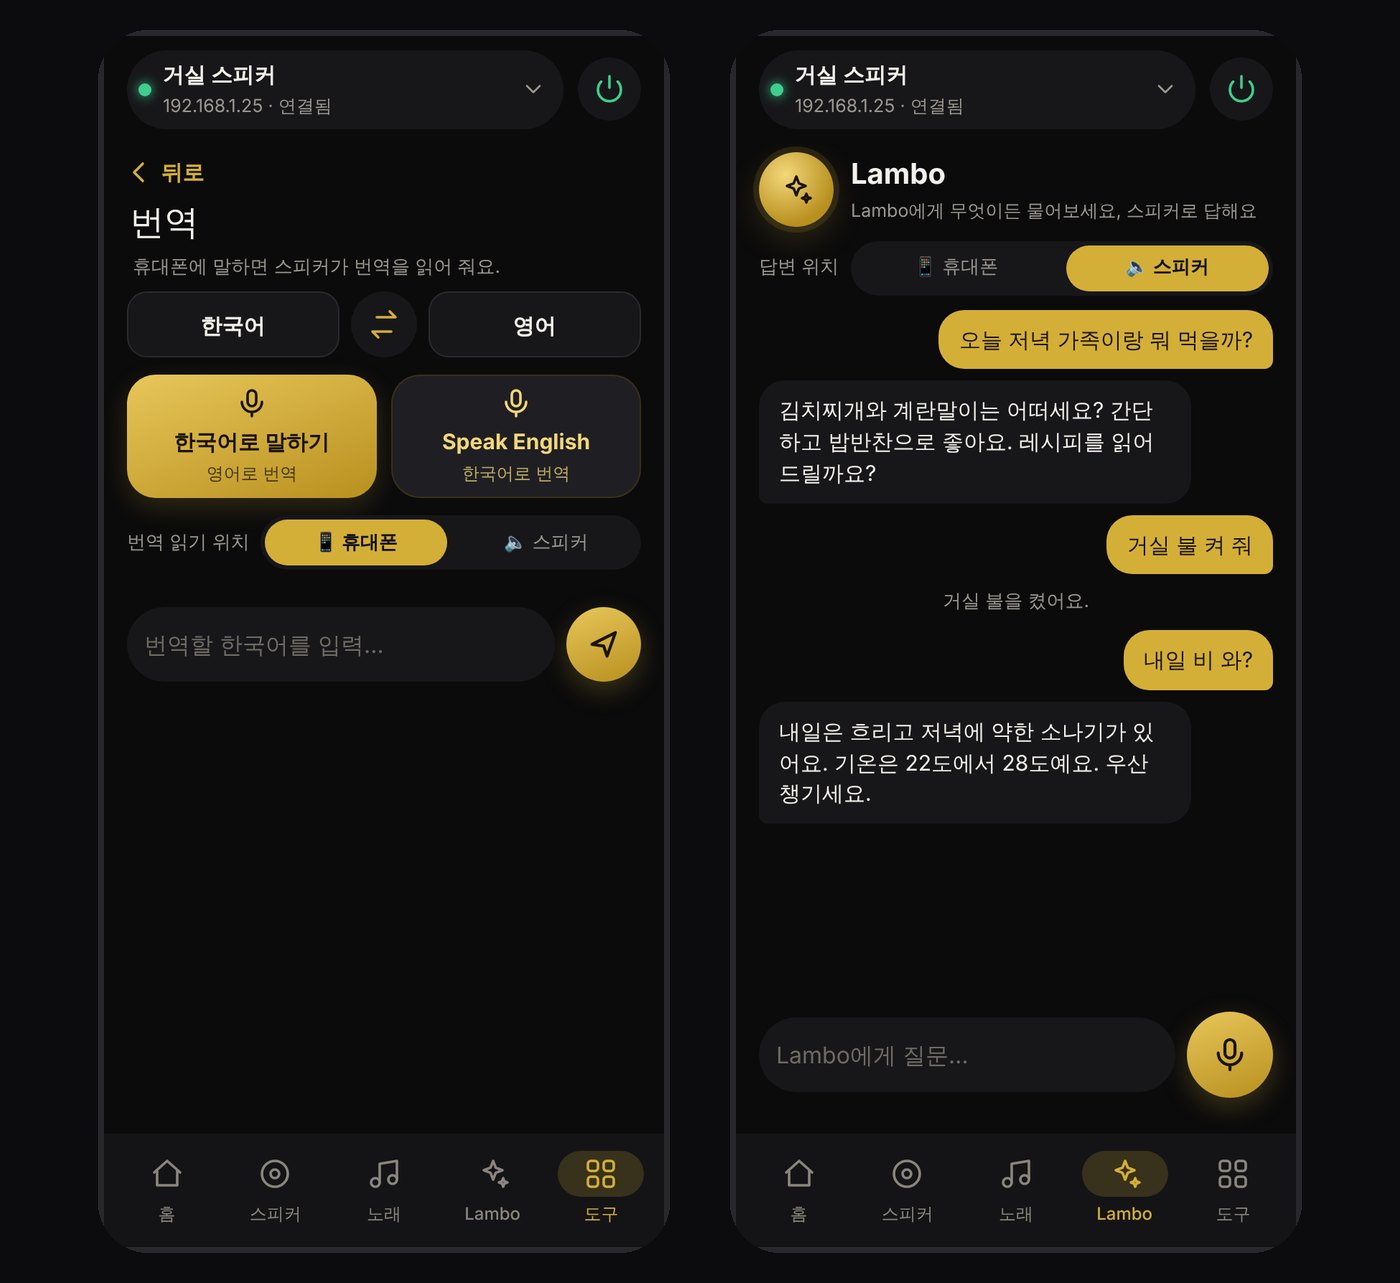 거실 스피커
192.168.1.25 · 연결됨
뒤로
번역
휴대폰에 말하면 스피커가 번역을 읽어 줘요.
한국어
영어
한국어로 말하기
영어로 번역
Speak English
한국어로 번역
번역 읽기 위치
휴대폰
스피커
번역할 한국어를 입력...
홈
스피커
노래
Lambo
도구
거실 스피커
192.168.1.25 · 연결됨
Lambo
Lambo에게 무엇이든 물어보세요, 스피커로 답해요
답변 위치
휴대폰
스피커
오늘 저녁 가족이랑 뭐 먹을까?
김치찌개와 계란말이는 어떠세요? 간단
하고 밥반찬으로 좋아요. 레시피를 읽어
드릴까요?
거실 불 켜 줘
거실 불을 켰어요.
내일 비 와?
내일은 흐리고 저녁에 약한 소나기가 있
어요. 기온은 22도에서 28도예요. 우산
챙기세요.
Lambo에게 질문...
홈
스피커
노래
Lambo
도구